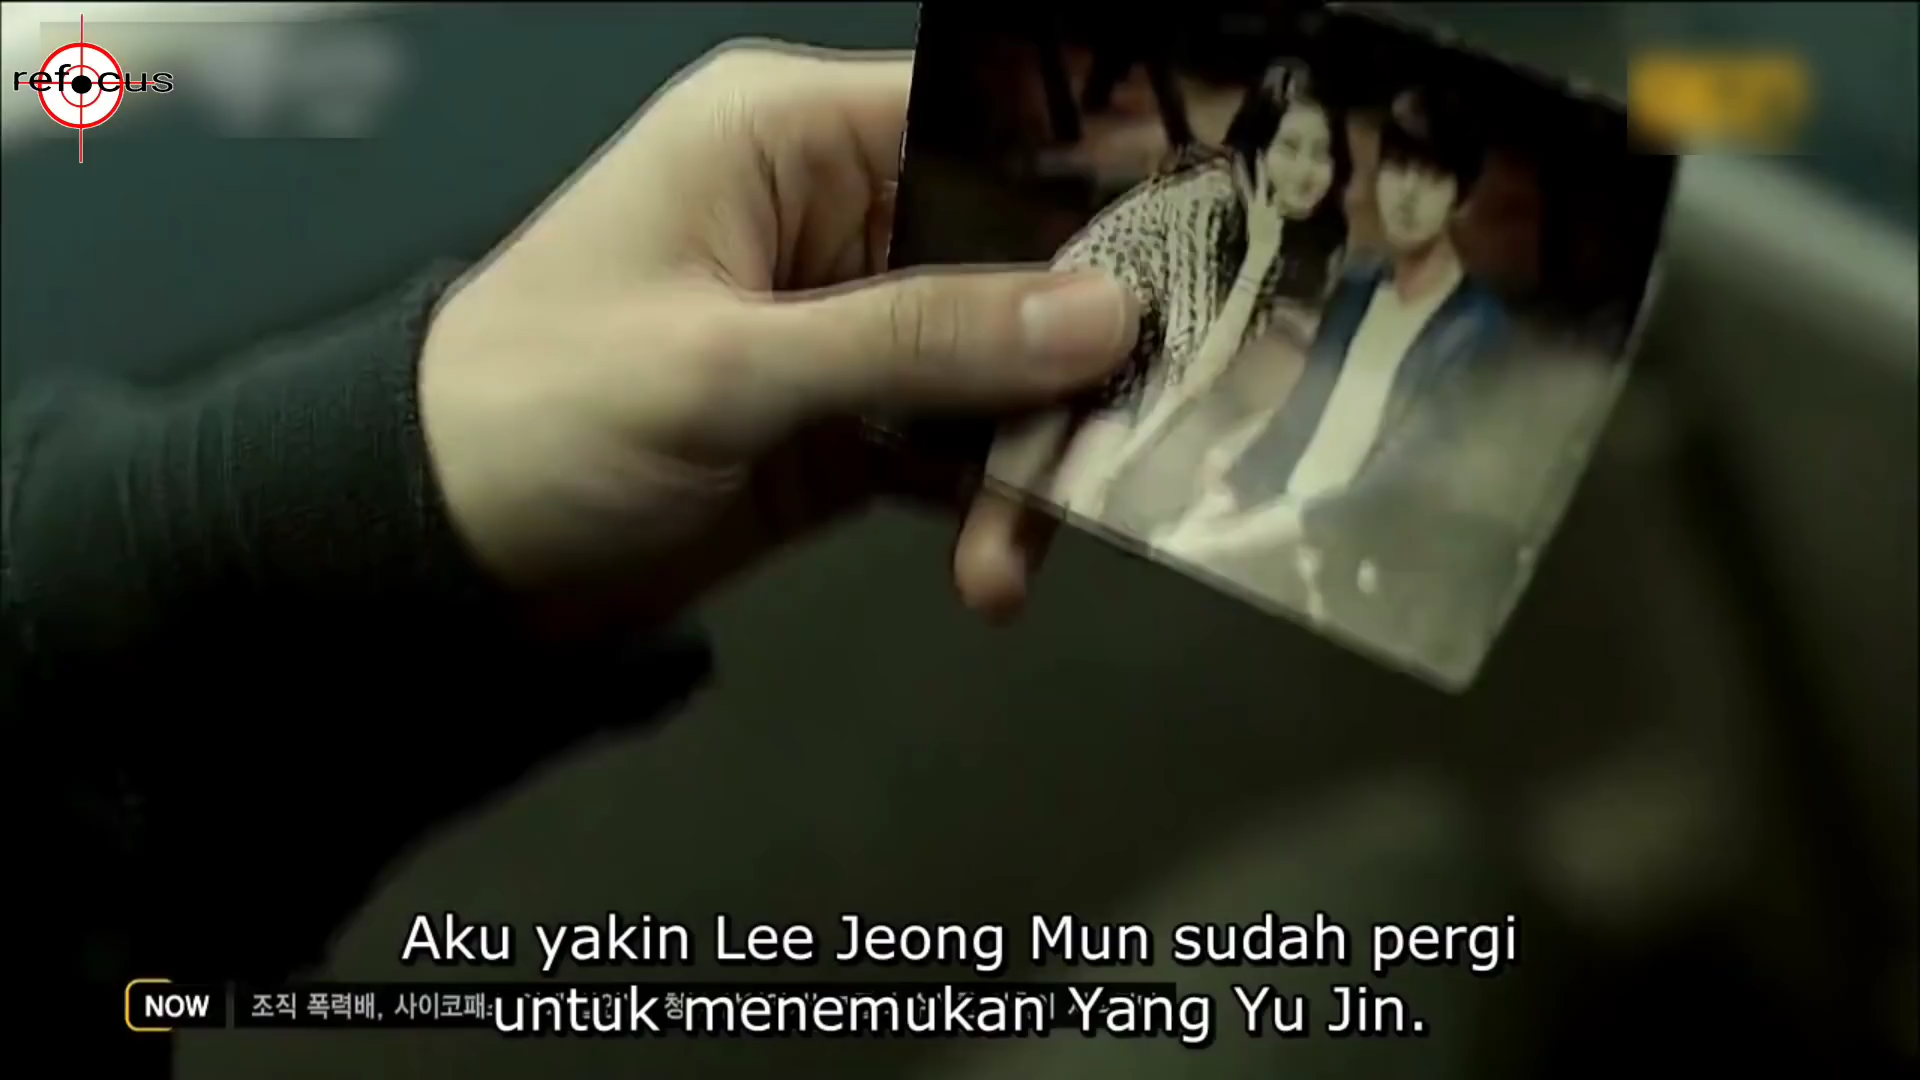 refocus
Aku yakin Lee Jeong Mun sudah pergi
untuk menemukan Yang Yu Jin.
NOW 조직 폭력배, 사이코패